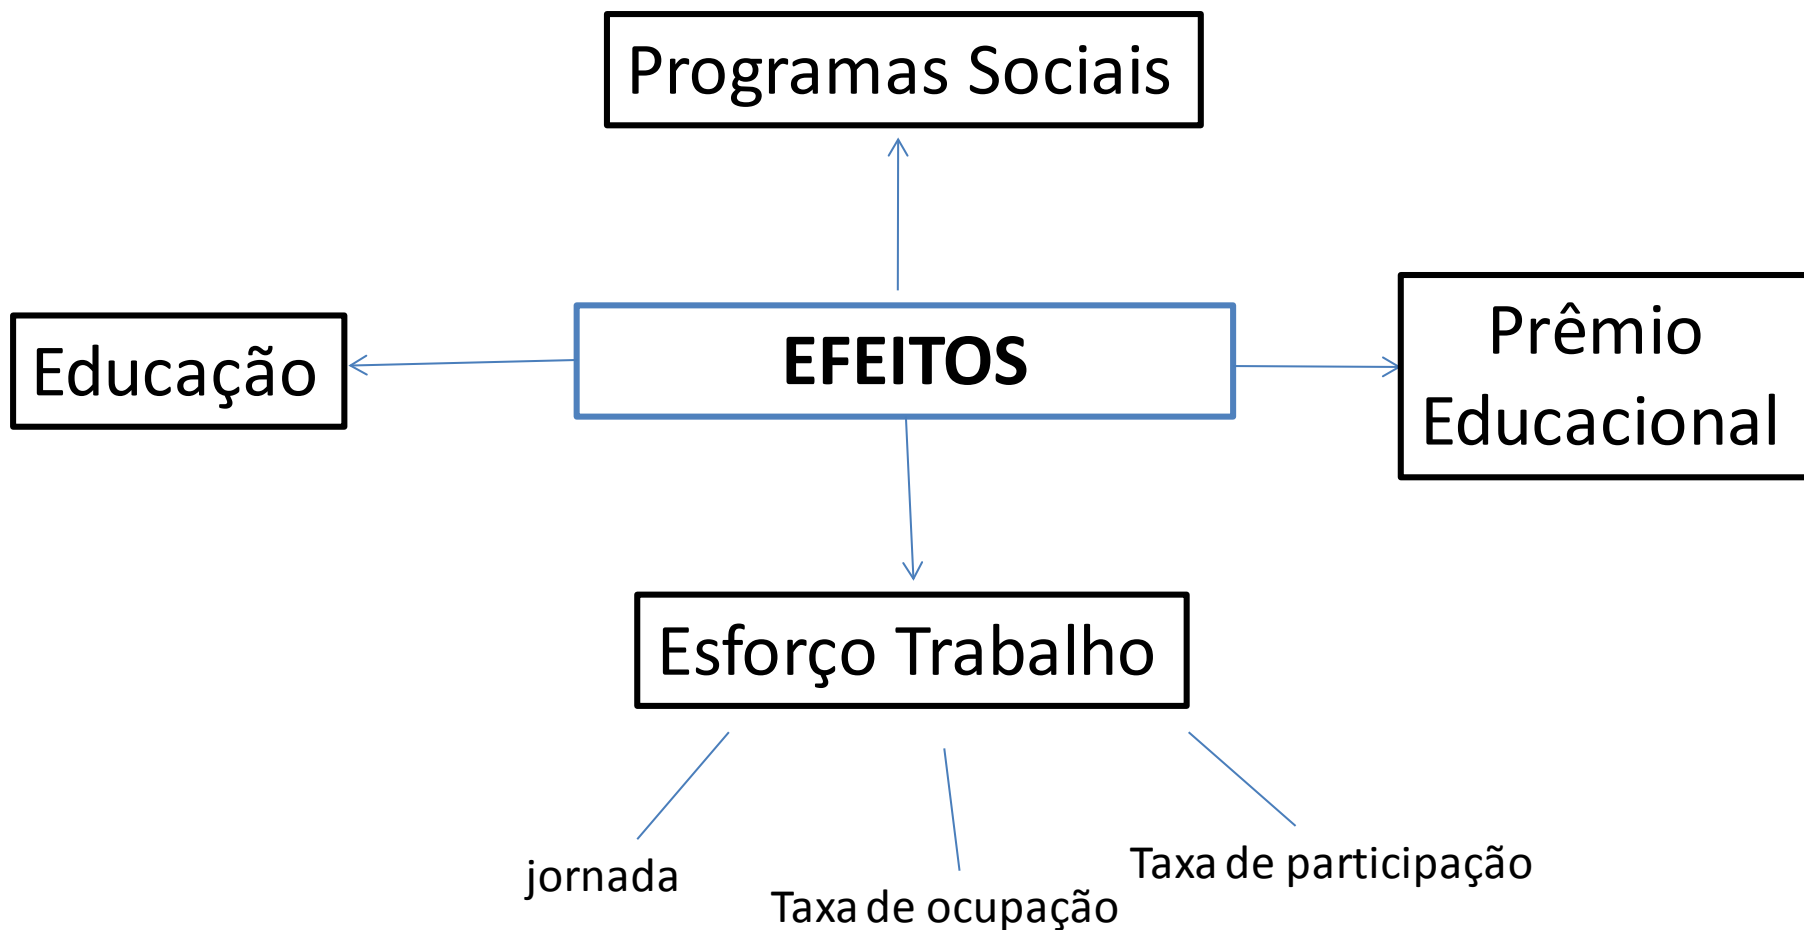 Programas Sociais
Educação
EFEITOS
Prêmio
Educacional
Esforço Trabalho
jornada
Taxa de ocupação
Taxa de participação